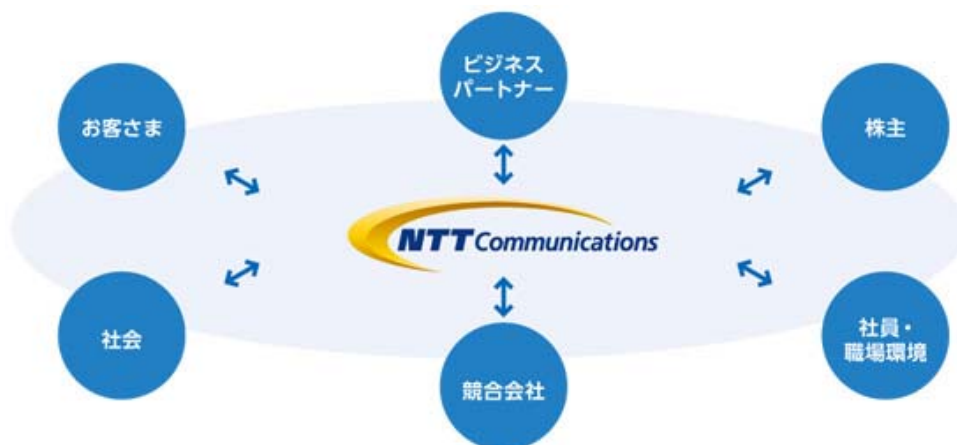 ビジネス
パートナー
お客さま
株主
NTT Communications
社会
社員・
職場環境
競合会社